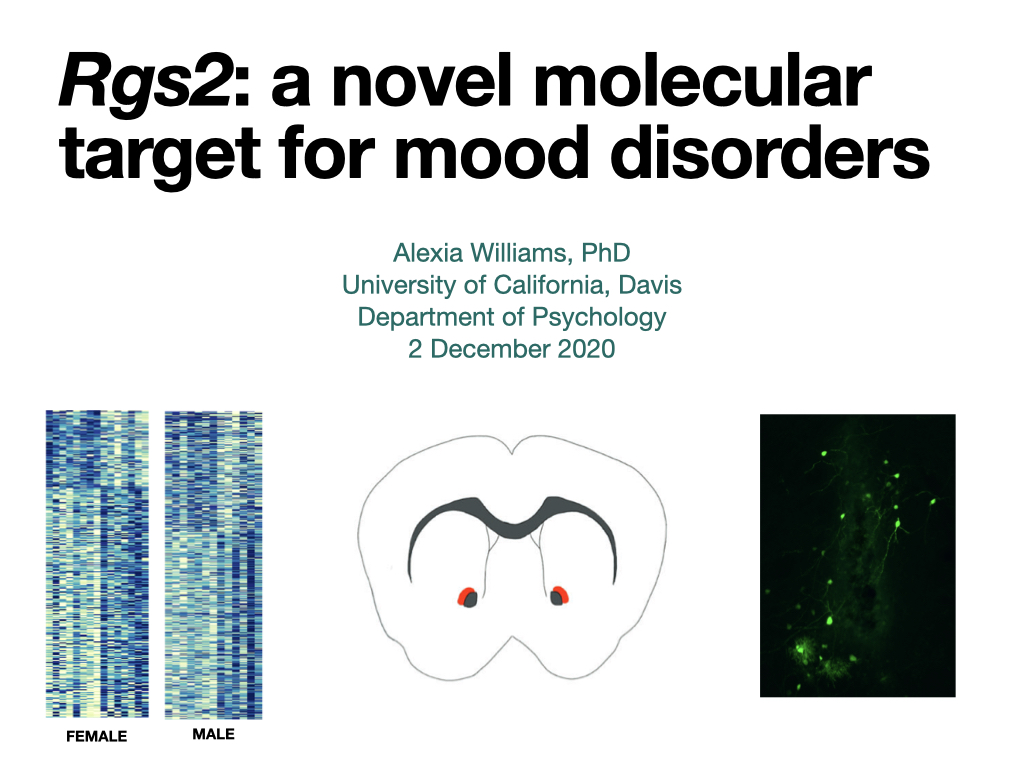 Rgs2: a novel molecular
target for mood disorders
Alexia Williams, PhD
University of California, Davis
Department of Psychology
2 December 2020
FEMALE
MALE